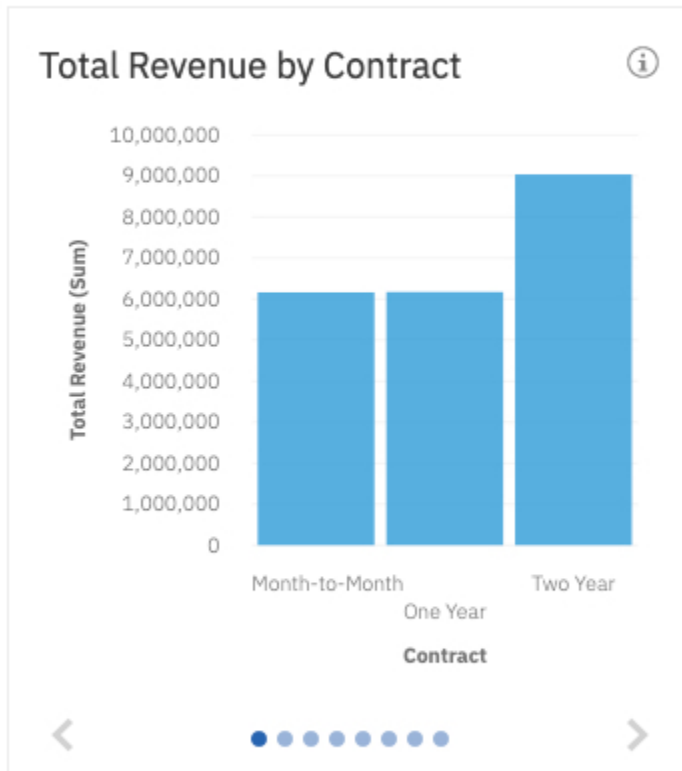 Total Revenue by Contract
10,000,000
9,000,000
8,000,000
7,000,000
6,000,000
5,000,000
4,000,000
3,000,000
2,000,000
1,000,000
0
Total Revenue (Sum)
Month-to-Month
Two Year
One Year
Contract